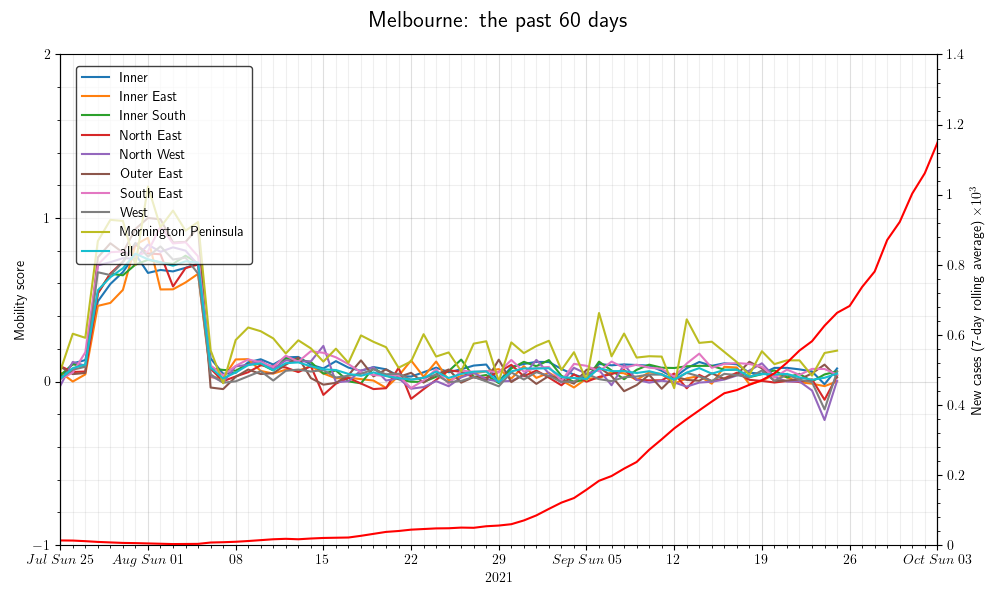 Melbourne: the past 60 days
2
1
0
−1
Mobility score
Inner
Inner East
Inner South
North East
North West
Outer East
South East
West
Mornington Peninsula
all
1.4
1.2
1
0.8
0.6
0.4
0.2
0
New cases (7-day rolling average) ×10³
Jul Sun 25 Aug Sun 01 08 15 22 29 Sep Sun 05 12 19 26 Oct Sun 03
2021